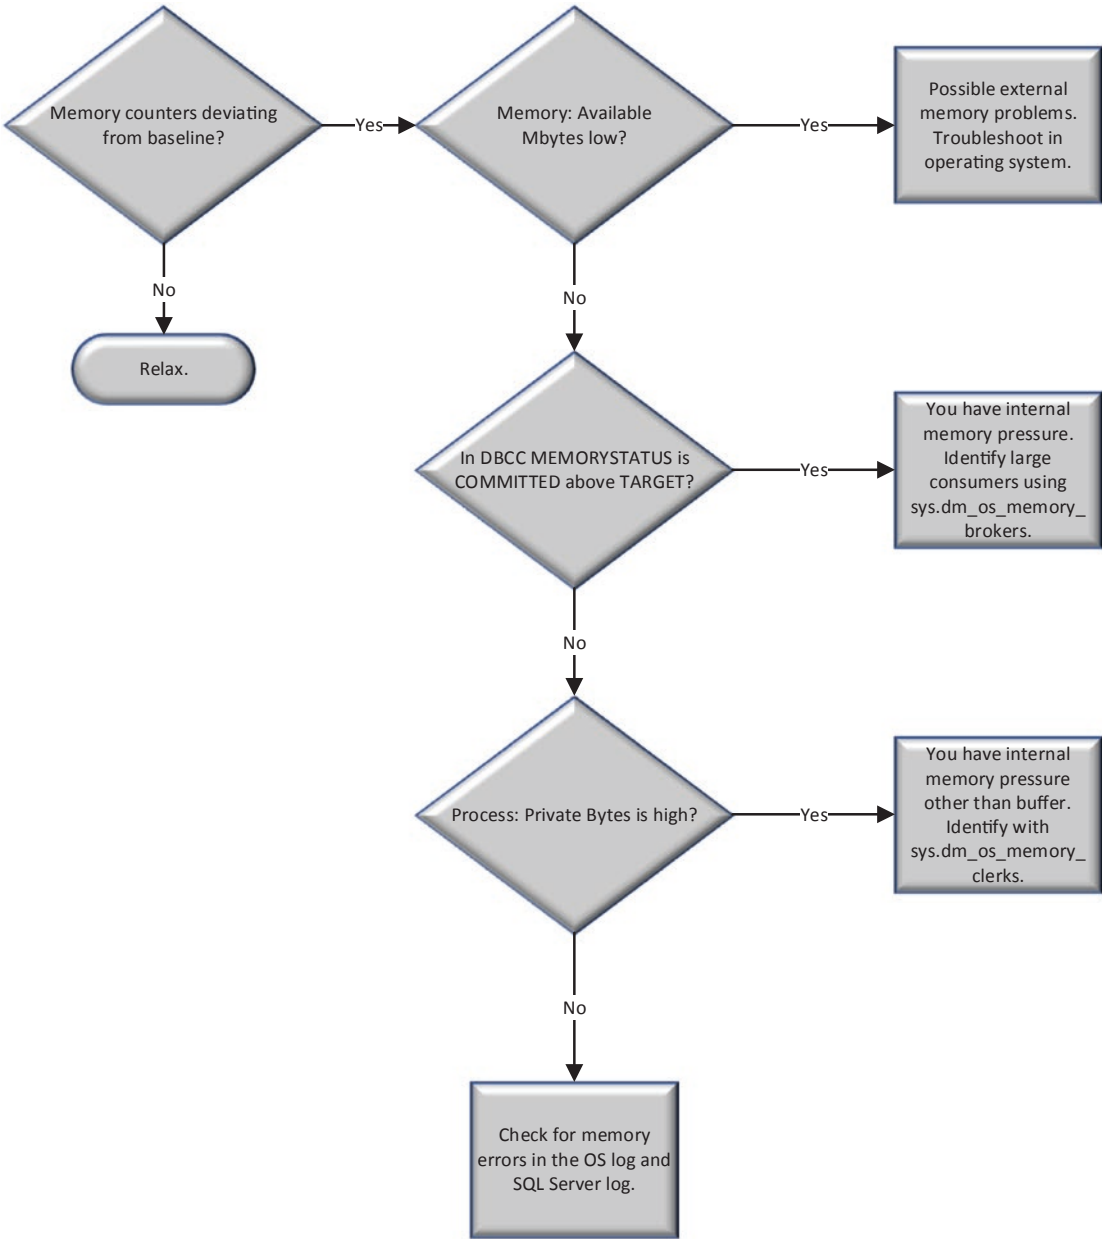 Memory counters deviating
from baseline?
Yes
Memory: Available
Mbytes low?
Yes
Possible external
memory problems.
Troubleshoot in
operating system.
No
Relax.
No
In DBCC MEMORYSTATUS is
COMMITTED above TARGET?
Yes
You have internal
memory pressure.
Identify large
consumers using
sys.dm_os_memory_
brokers.
No
Process: Private Bytes is high?
Yes
You have internal
memory pressure
other than buffer.
Identify with
sys.dm_os_memory_
clerks.
No
Check for memory
errors in the OS log and
SQL Server log.